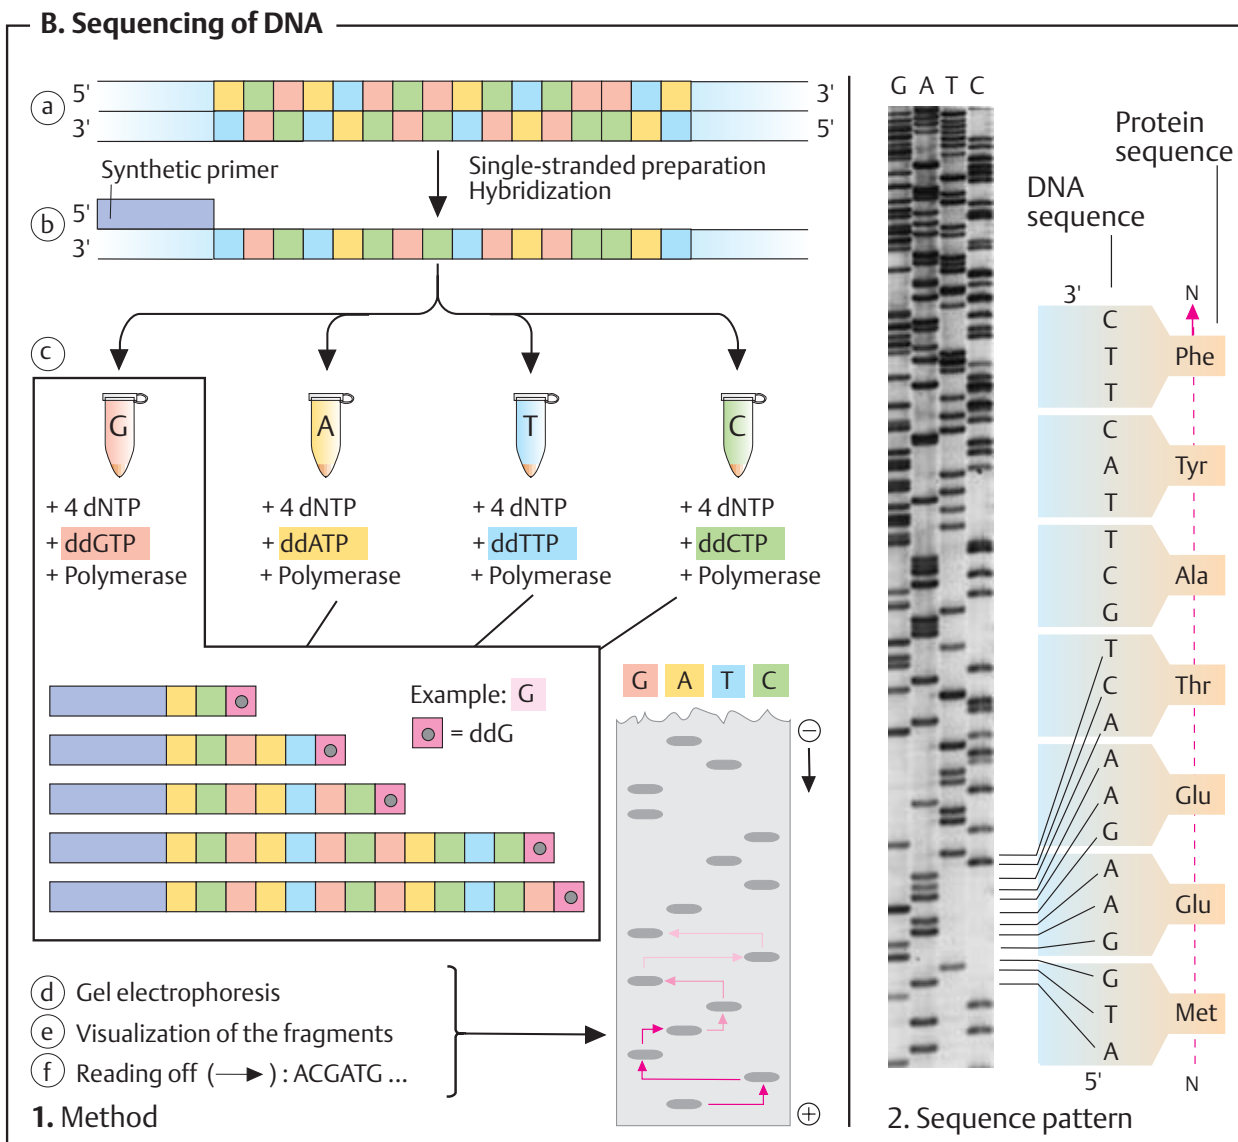 B. Sequencing of DNA
a
5'
3'
3'
5'
Synthetic primer
Single-stranded preparation
Hybridization
b
5'
3'
c
G
A
T
C
+ 4 dNTP
+ ddGTP
+ Polymerase
+ 4 dNTP
+ ddATP
+ Polymerase
+ 4 dNTP
+ ddTTP
+ Polymerase
+ 4 dNTP
+ ddCTP
+ Polymerase
Example: G
= ddG
G A T C
−
+
d Gel electrophoresis
e Visualization of the fragments
f Reading off ( ) : ACGATG ...
1. Method
G A T C
Protein
sequence
DNA
sequence
3'
N
C
T
T
Phe
C
A
T
Tyr
T
C
G
Ala
T
C
A
Thr
A
A
G
Glu
A
A
G
Glu
G
T
A
Met
5'
N
2. Sequence pattern